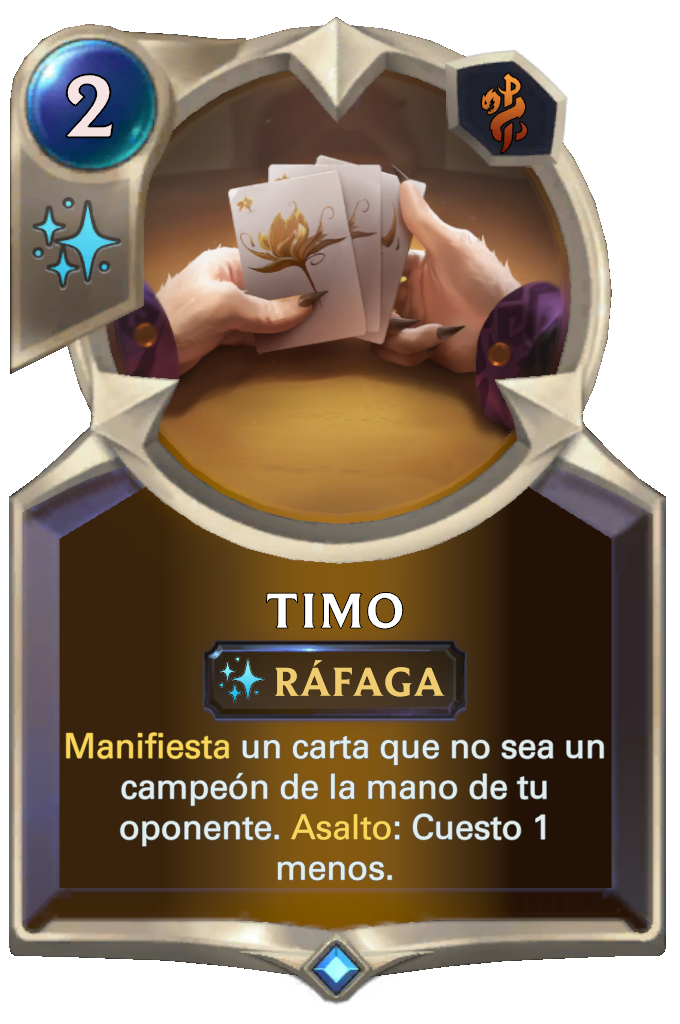 2
TIMO
RÁFAGA
Manifiesta un carta que no sea un
campeón de la mano de tu
oponente. Asalto: Cuesto 1
menos.